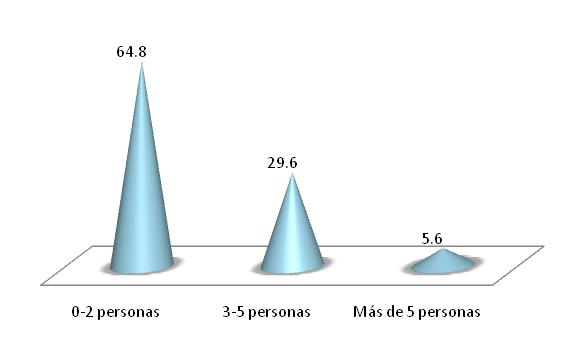 64.8
29.6
5.6
0-2 personas
3-5 personas
Más de 5 personas